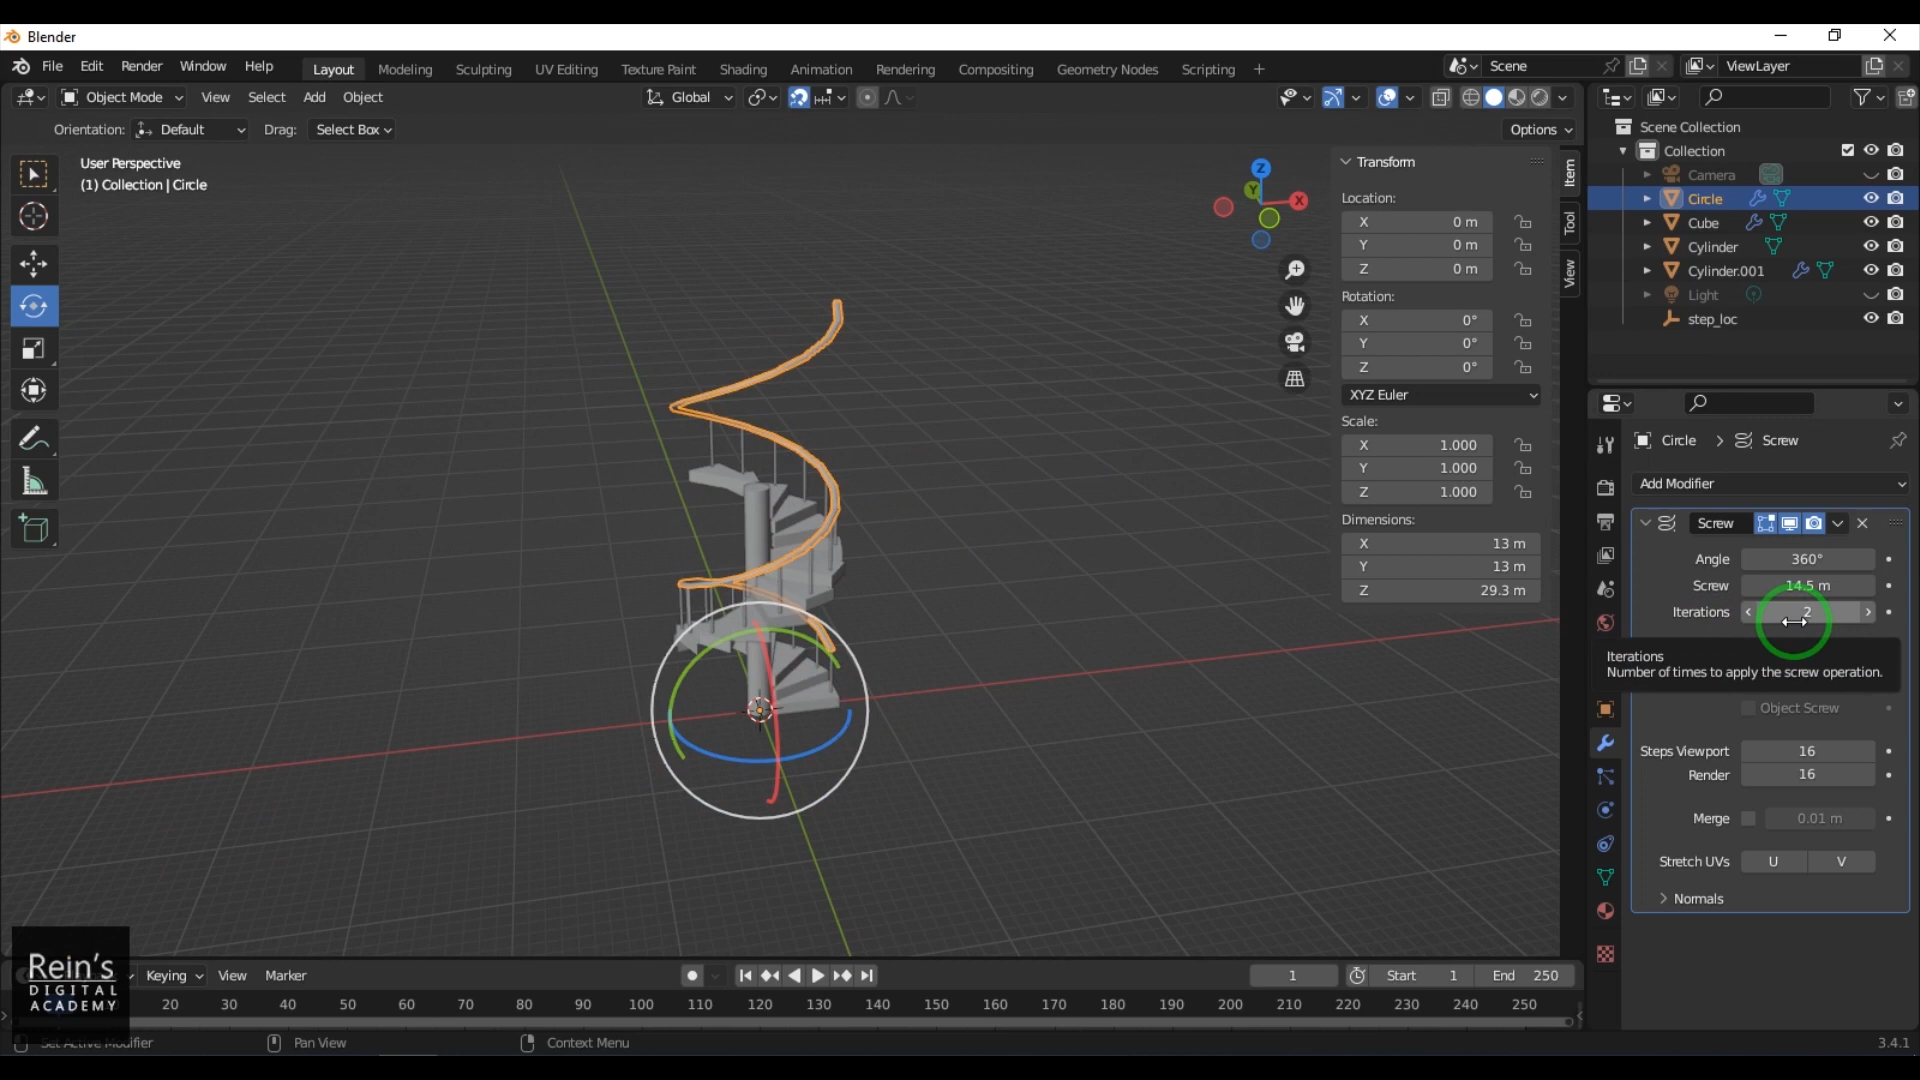 Blender
File Edit Render Window Help Layout Modeling Sculpting UV Editing Texture Paint Shading Animation Rendering Compositing Geometry Nodes Scripting + Scene ViewLayer
Object Mode View Select Add Object Global
Orientation: Default Drag: Select Box Options
User Perspective
(1) Collection | Circle
Z
Y
X
Transform
Location:
X 0 m
Y 0 m
Z 0 m
Rotation:
X 0°
Y 0°
Z 0°
XYZ Euler
Scale:
X 1.000
Y 1.000
Z 1.000
Dimensions:
X 13 m
Y 13 m
Z 29.3 m
Item
Tool
View
Scene Collection
Collection
Camera
Circle
Cube
Cylinder
Cylinder.001
Light
step_loc
Circle > Screw
Add Modifier
Screw
Angle 360°
Screw 14.5 m
Iterations 2
Iterations
Number of times to apply the screw operation.
Object Screw
Steps Viewport 16
Render 16
Merge 0.01 m
Stretch UVs U V
Normals
Rein's
DIGITAL
ACADEMY
Keying View Marker 1 Start 1 End 250
20 30 40 50 60 70 80 90 100 110 120 130 140 150 160 170 180 190 200 210 220 230 240 250
Set Active Modifier Pan View Context Menu 3.4.1